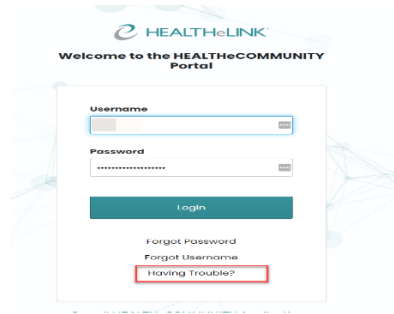 HEALTHeLINK
Welcome to the HEALTHeCOMMUNITY
Portal
Username
Password
Login
Forgot Password
Forgot Username
Having Trouble?